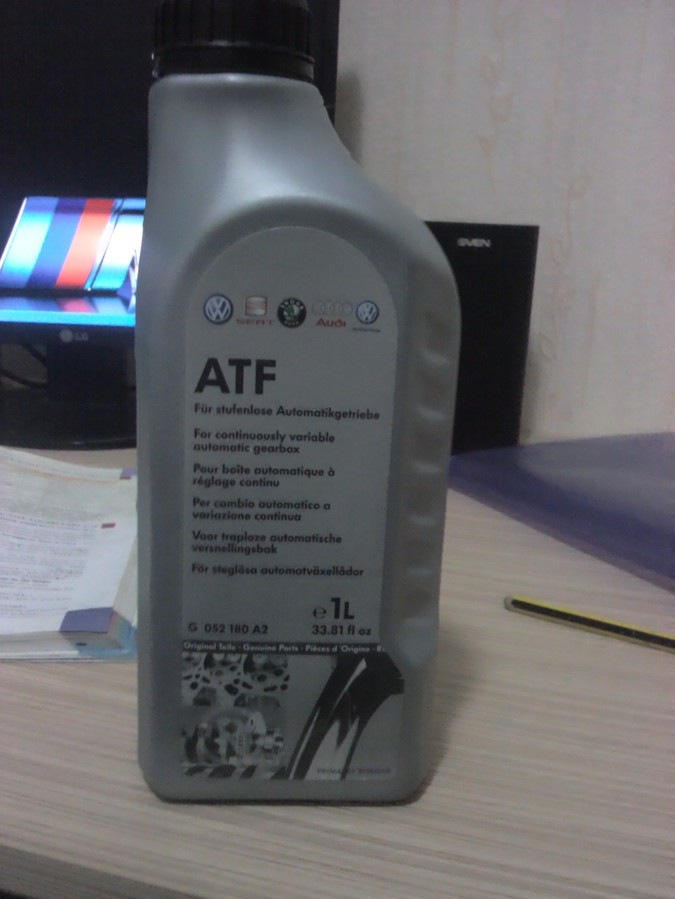 SVEN
LG
SEAT
Audi
ATF
Für stufenlose Automatikgetriebe
For continuously variable
automatic gearbox
Pour boîte automatique à
réglage continu
Per cambio automatico a
variazione continua
Voor traploze automatische
versnellingsbak
För steglösa automatväxellådor
e 1L
G 052 180 A2
33.81 fl oz
Original Teile · Genuine Parts · Pièces d'Origine ·